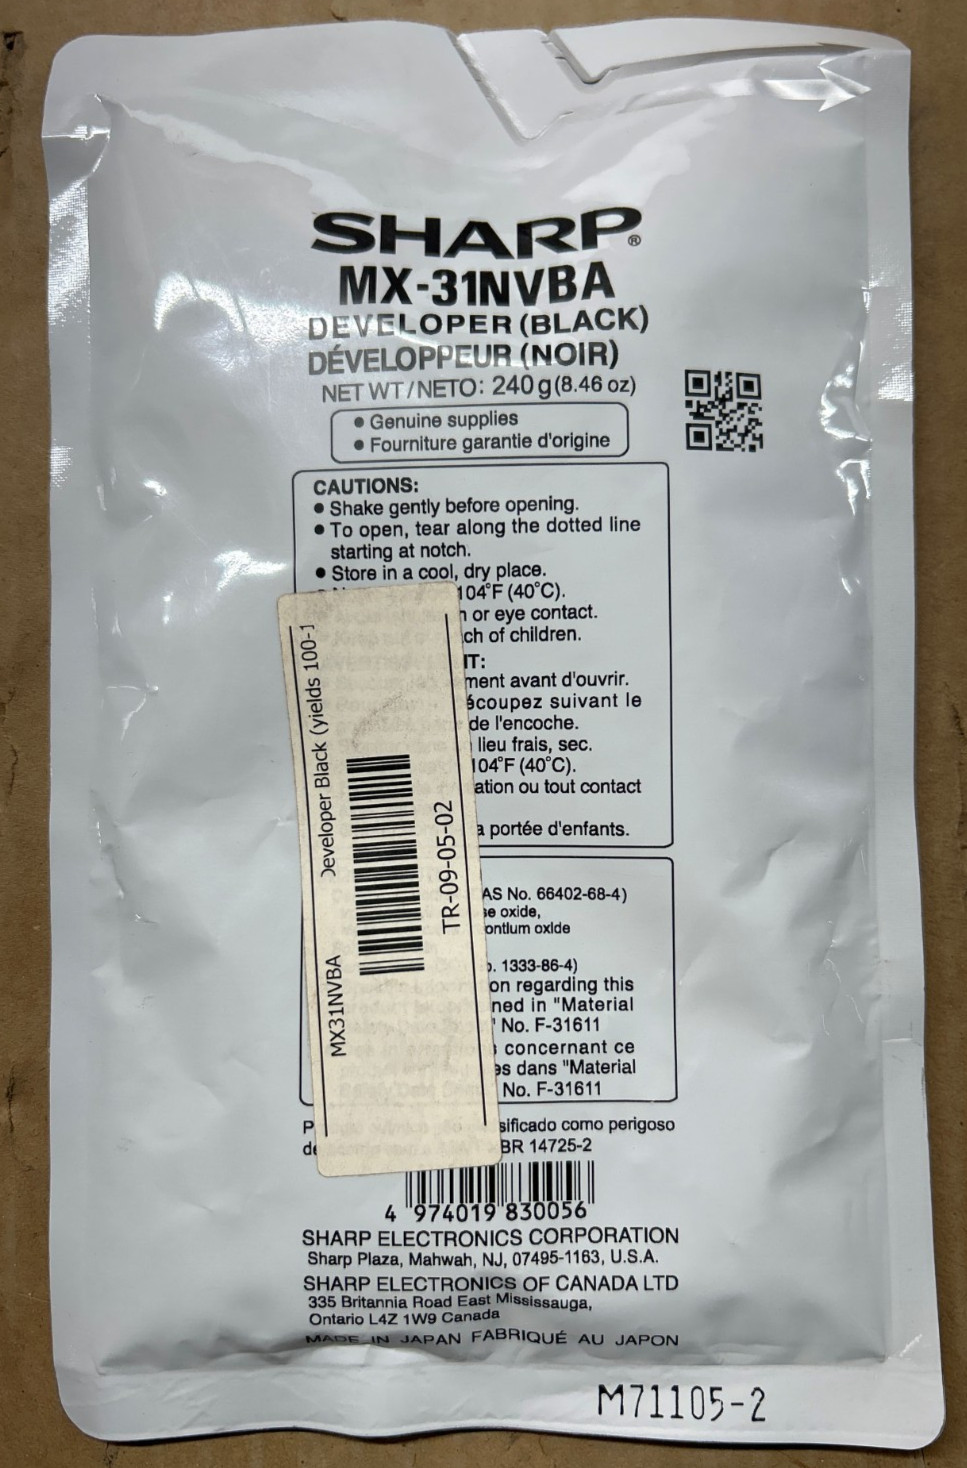 SHARP®
MX-31NVBA
DEVELOPER (BLACK)
DÉVELOPPEUR (NOIR)
NET WT/NETO: 240 g (8.46 oz)
• Genuine supplies
• Fourniture garantie d'origine
CAUTIONS:
• Shake gently before opening.
• To open, tear along the dotted line
starting at notch.
• Store in a cool, dry place.
104°F (40°C).
or eye contact.
ch of children.
IT:
ment avant d'ouvrir.
écoupez suivant le
de l'encoche.
lieu frais, sec.
104°F (40°C).
ation ou tout contact
a portée d'enfants.
AS No. 66402-68-4)
se oxide,
ontium oxide
o. 1333-86-4)
on regarding this
ned in "Material
" No. F-31611
concernant ce
es dans "Material
No. F-31611
sificado como perigoso
BR 14725-2
MX31NVBA Developer Black (yields 100-1
TR-09-05-02
4 974019 830056
SHARP ELECTRONICS CORPORATION
Sharp Plaza, Mahwah, NJ, 07495-1163, U.S.A.
SHARP ELECTRONICS OF CANADA LTD
335 Britannia Road East Mississauga,
Ontario L4Z 1W9 Canada
MADE IN JAPAN FABRIQUÉ AU JAPON
M71105-2